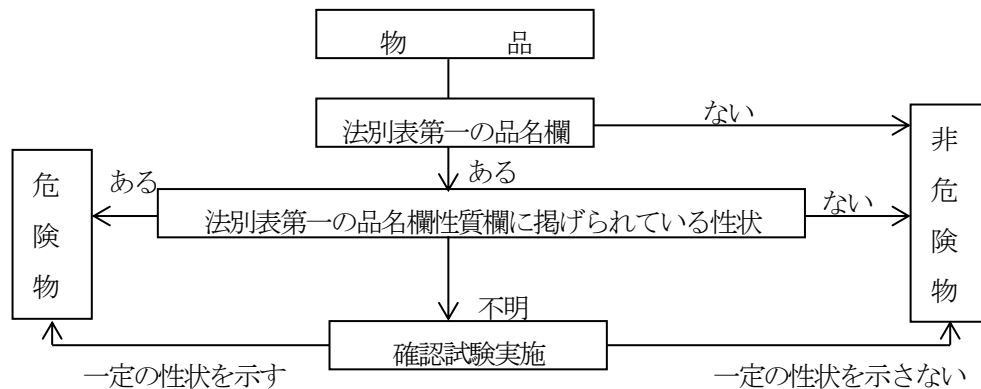 物　　　品
法別表第一の品名欄
ない
ある
危険物
ある
法別表第一の品名欄性質欄に掲げられている性状
ない
非危険物
不明
確認試験実施
一定の性状を示す
一定の性状を示さない